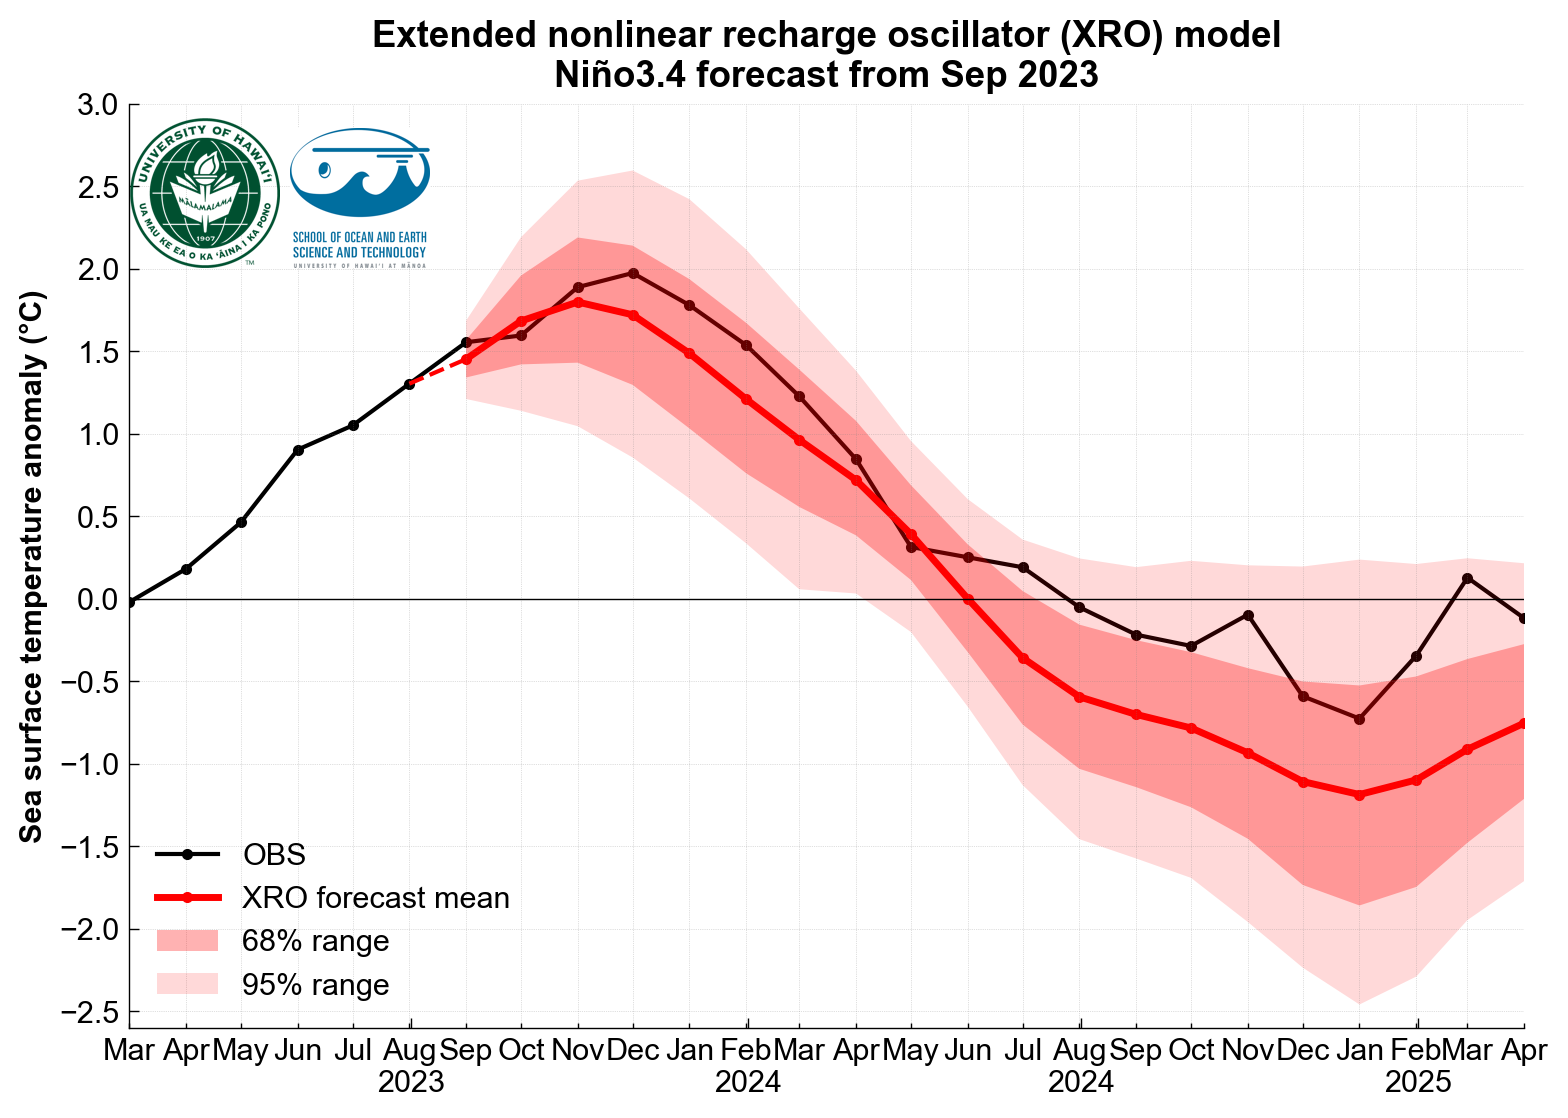 Extended nonlinear recharge oscillator (XRO) model
Niño3.4 forecast from Sep 2023
3.0
2.5
2.0
1.5
1.0
0.5
0.0
−0.5
−1.0
−1.5
−2.0
−2.5
Sea surface temperature anomaly (°C)
UNIVERSITY OF HAWAIʻI
MĀLAMALAMA
1907
UA MAU KE EA O KA ʻĀINA I KA PONO
TM
SCHOOL OF OCEAN AND EARTH
SCIENCE AND TECHNOLOGY
UNIVERSITY OF HAWAIʻI AT MĀNOA
OBS
XRO forecast mean
68% range
95% range
Mar Apr May Jun Jul Aug Sep Oct Nov Dec Jan Feb Mar Apr May Jun Jul Aug Sep Oct Nov Dec Jan Feb Mar Apr
2023 2024 2024 2025